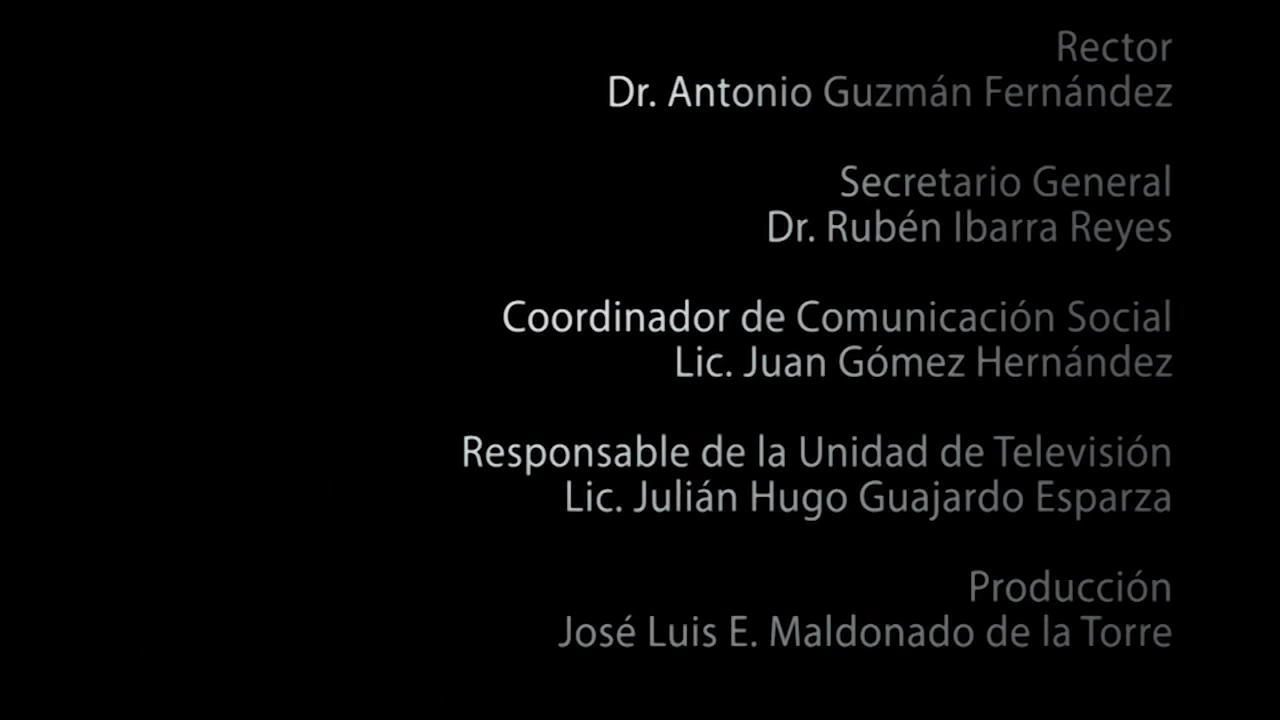 Rector
Dr. Antonio Guzmán Fernández
Secretario General
Dr. Rubén Ibarra Reyes
Coordinador de Comunicación Social
Lic. Juan Gómez Hernández
Responsable de la Unidad de Televisión
Lic. Julián Hugo Guajardo Esparza
Producción
José Luis E. Maldonado de la Torre